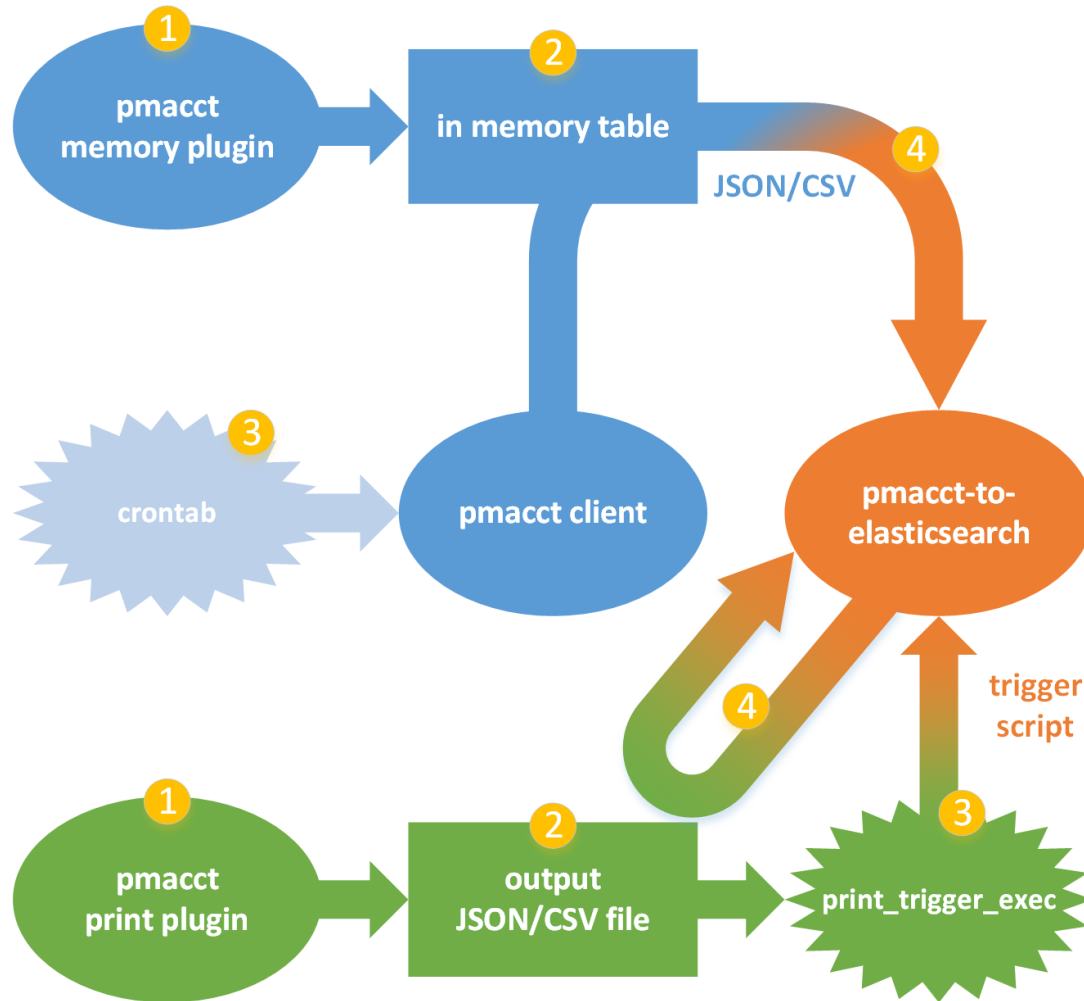 1
pmacct
memory plugin
2
in memory table
4
JSON/CSV
3
crontab
pmacct client
pmacct-to-
elasticsearch
4
trigger
script
1
pmacct
print plugin
2
output
JSON/CSV file
3
print_trigger_exec